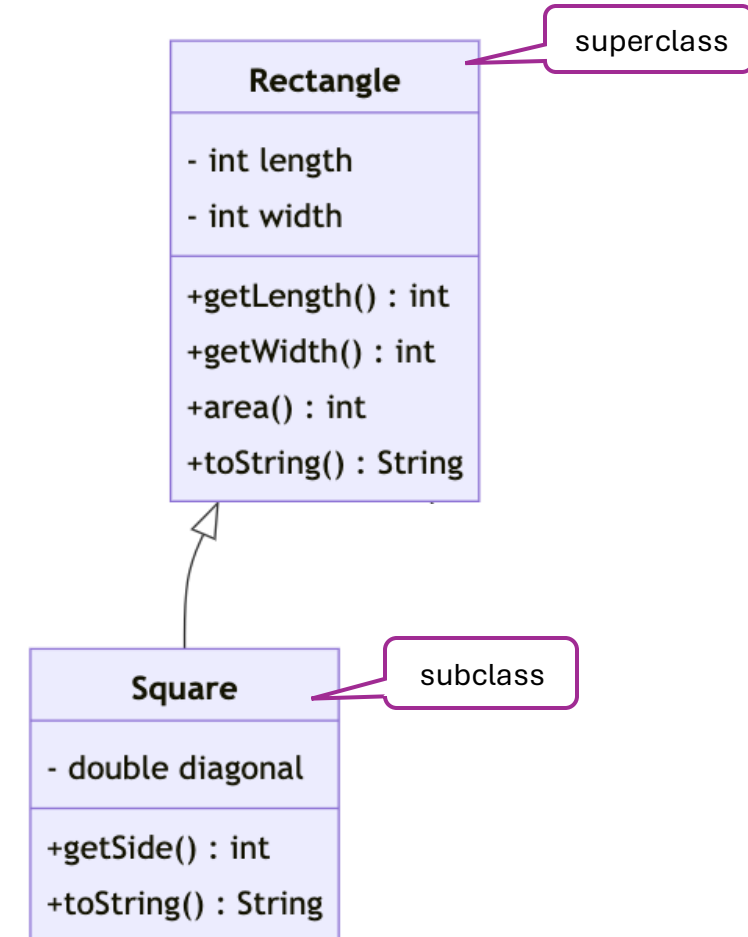 superclass
Rectangle
- int length
- int width
+getLength() : int
+getWidth() : int
+area() : int
+toString() : String
Square
subclass
- double diagonal
+getSide() : int
+toString() : String